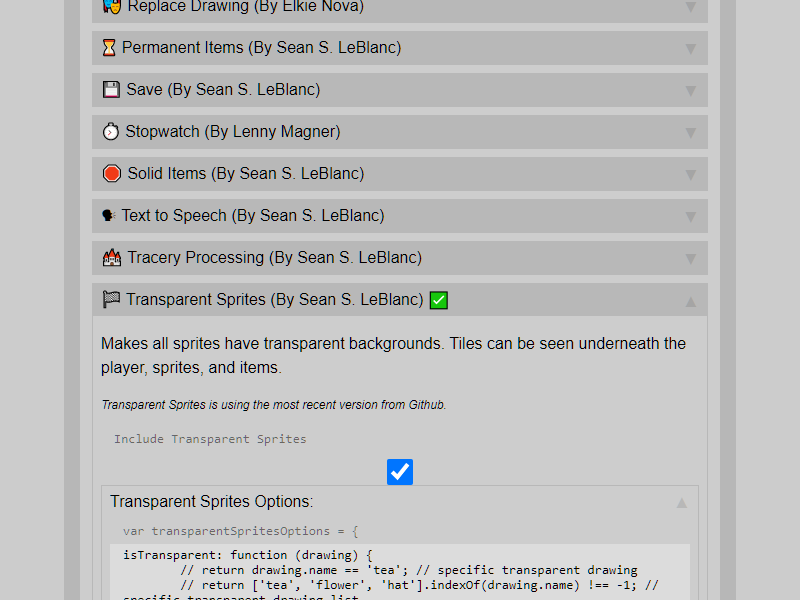 Replace Drawing (By Elkie Nova)
Permanent Items (By Sean S. LeBlanc)
Save (By Sean S. LeBlanc)
Stopwatch (By Lenny Magner)
Solid Items (By Sean S. LeBlanc)
Text to Speech (By Sean S. LeBlanc)
Tracery Processing (By Sean S. LeBlanc)
Transparent Sprites (By Sean S. LeBlanc)
Makes all sprites have transparent backgrounds. Tiles can be seen underneath the
player, sprites, and items.
Transparent Sprites is using the most recent version from Github.
Include Transparent Sprites
Transparent Sprites Options:
var transparentSpritesOptions = {
isTransparent: function (drawing) {
// return drawing.name == 'tea'; // specific transparent drawing
// return ['tea', 'flower', 'hat'].indexOf(drawing.name) !== -1; //
specific transparent drawing list